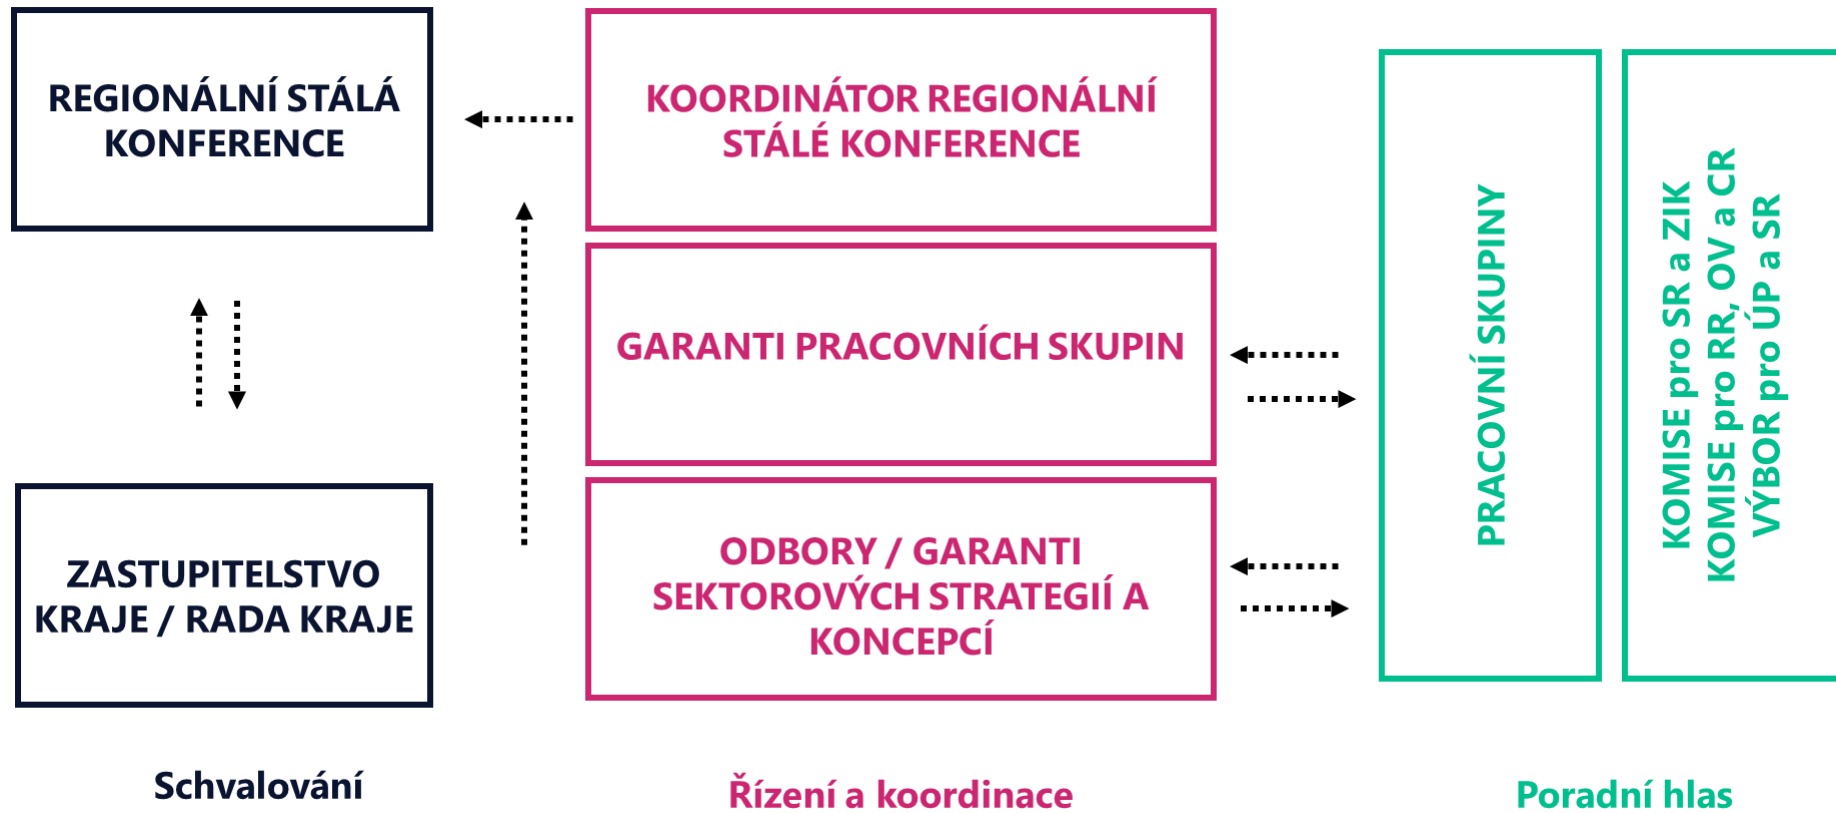 REGIONÁLNÍ STÁLÁ
KONFERENCE
ZASTUPITELSTVO
KRAJE / RADA KRAJE
Schvalování
KOORDINÁTOR REGIONÁLNÍ
STÁLÉ KONFERENCE
GARANTI PRACOVNÍCH SKUPIN
ODBORY / GARANTI
SEKTOROVÝCH STRATEGIÍ A
KONCEPCÍ
Řízení a koordinace
PRACOVNÍ SKUPINY
KOMISE pro SR a ZIK
KOMISE pro RR, OV a CR
VÝBOR pro ÚP a SR
Poradní hlas